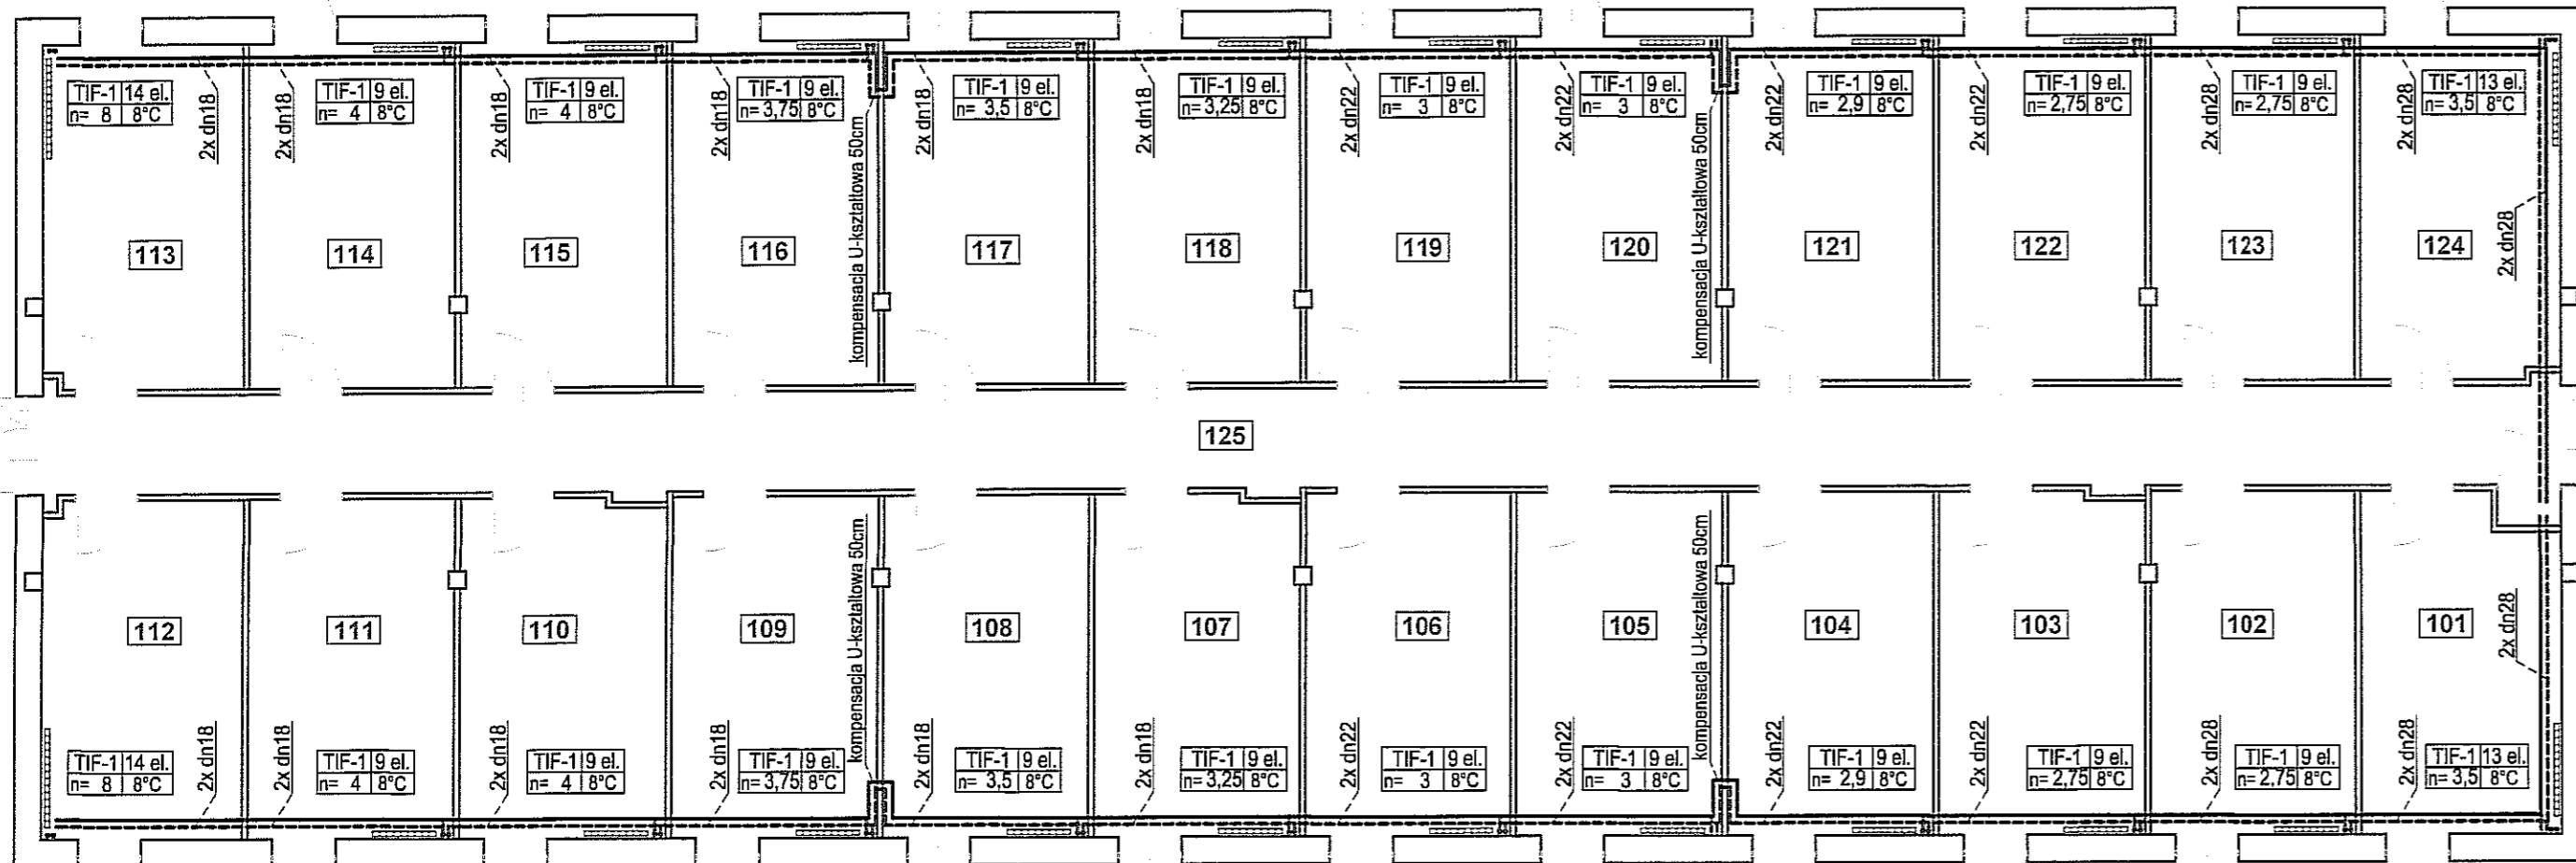 TIF-1 14 el.
n= 8 8°C
2x dn18
2x dn18
TIF-1 9 el.
n= 4 8°C
2x dn18
TIF-1 9 el.
n= 4 8°C
2x dn18
TIF-1 9 el.
n= 3,75 8°C
kompensacja U-kształtowa 50cm
2x dn18
TIF-1 9 el.
n= 3,5 8°C
2x dn18
TIF-1 9 el.
n= 3,25 8°C
2x dn22
TIF-1 9 el.
n= 3 8°C
2x dn22
TIF-1 9 el.
n= 3 8°C
kompensacja U-kształtowa 50cm
2x dn22
TIF-1 9 el.
n= 2,9 8°C
2x dn22
TIF-1 9 el.
n= 2,75 8°C
2x dn28
TIF-1 9 el.
n= 2,75 8°C
2x dn28
TIF-1 13 el.
n= 3,5 8°C
2x dn28
113
114
115
116
117
118
119
120
121
122
123
124
125
112
111
110
109
108
107
106
105
104
103
102
101
2x dn28
TIF-1 14 el.
n= 8 8°C
2x dn18
2x dn18
TIF-1 9 el.
n= 4 8°C
2x dn18
TIF-1 9 el.
n= 4 8°C
2x dn18
TIF-1 9 el.
n= 3,75 8°C
kompensacja U-kształtowa 50cm
2x dn18
TIF-1 9 el.
n= 3,5 8°C
2x dn18
TIF-1 9 el.
n= 3,25 8°C
2x dn22
TIF-1 9 el.
n= 3 8°C
2x dn22
TIF-1 9 el.
n= 3 8°C
kompensacja U-kształtowa 50cm
2x dn22
TIF-1 9 el.
n= 2,9 8°C
2x dn22
TIF-1 9 el.
n= 2,75 8°C
2x dn28
TIF-1 9 el.
n= 2,75 8°C
2x dn28
TIF-1 13 el.
n= 3,5 8°C